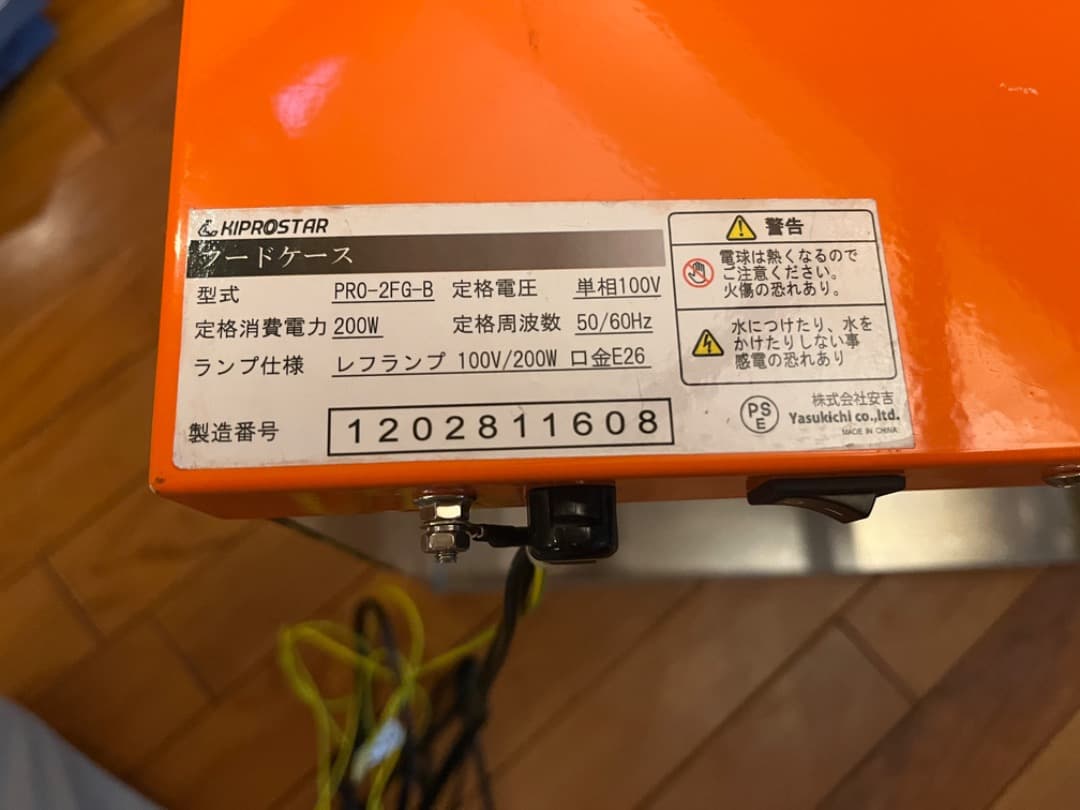 KIPROSTAR
フードケース
型式 PRO-2FG-B 定格電圧 単相100V
定格消費電力 200W 定格周波数 50/60Hz
ランプ仕様 レフランプ 100V/200W 口金E26
製造番号 1202811608
警告
電球は熱くなるので
ご注意ください。
火傷の恐れあり。
水につけたり、水を
かけたりしない事
感電の恐れあり
PSE
株式会社安吉
Yasukichi co.,ltd.
MADE IN CHINA